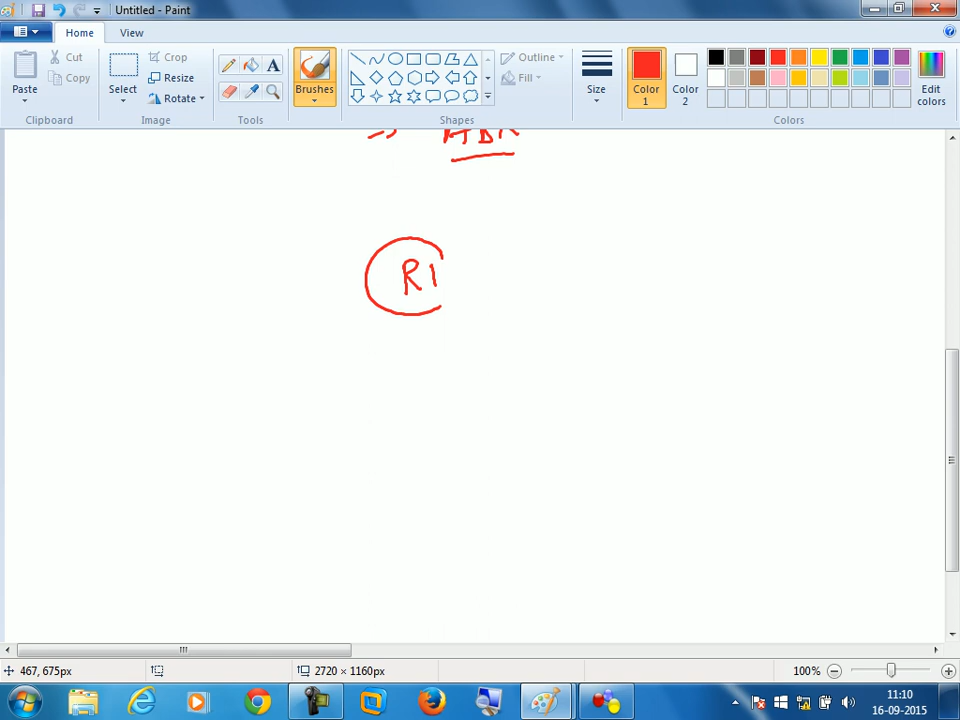 Untitled - Paint
Home
View
Paste
Cut
Copy
Clipboard
Select
Crop
Resize
Rotate
Image
Tools
Brushes
Shapes
Outline
Fill
Size
Color 1
Color 2
Edit colors
Colors
R1
467, 675px
2720 × 1160px
100%
11:10
16-09-2015